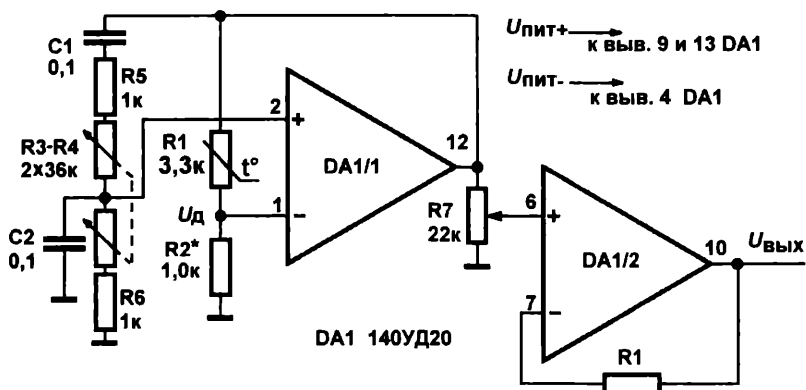 C1
0,1
R5
1к
R3-R4
2х36к
C2
0,1
R6
1к
R1
3,3к
t°
Uд
R2*
1,0к
2
+
1
−
DA1/1
12
Uпит+
к выв. 9 и 13 DA1
Uпит-
к выв. 4 DA1
R7
22к
6
+
7
−
DA1/2
10
Uвых
R1
DA1 140УД20